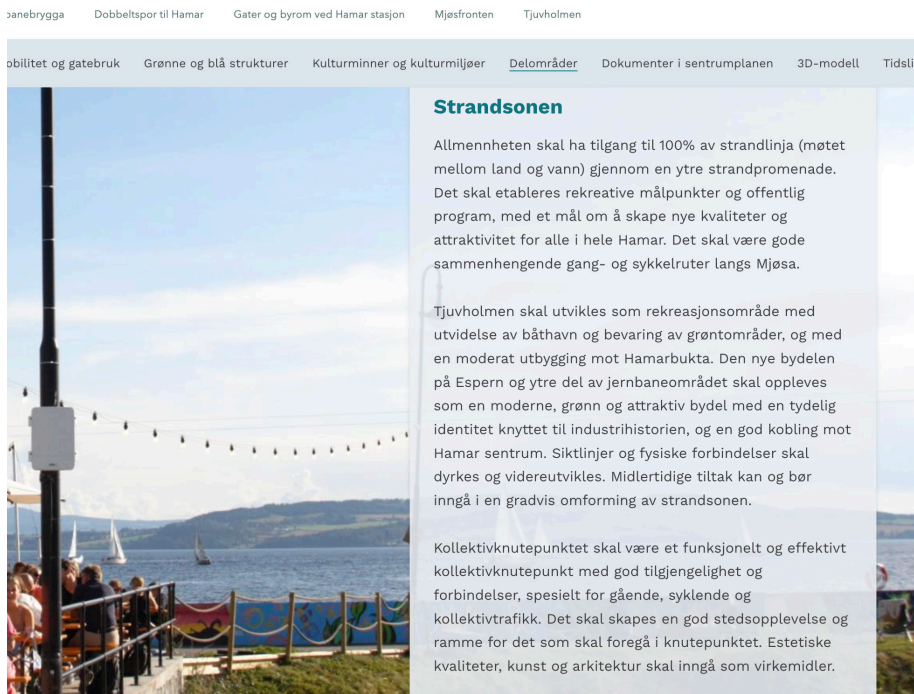 Dobbeltspor til Hamar Gater og byrom ved Hamar stasjon Mjøsfronten Tjuvholmen
og gatebruk Grønne og blå strukturer Kulturminner og kulturmiljøer Delområder Dokumenter i sentrumplanen 3D-modell
Strandsonen
Allmennheten skal ha tilgang til 100% av strandlinja (møtet
mellom land og vann) gjennom en ytre strandpromenade.
Det skal etableres rekreative målpunkter og offentlig
program, med et mål om å skape nye kvaliteter og
attraktivitet for alle i hele Hamar. Det skal være gode
sammenhengende gang- og sykkelruter langs Mjøsa.
Tjuvholmen skal utvikles som rekreasjonsområde med
utvidelse av båthavn og bevaring av grøntområder, og med
en moderat utbygging mot Hamarbukta. Den nye bydelen
på Espern og ytre del av jernbaneområdet skal oppleves
som en moderne, grønn og attraktiv bydel med en tydelig
identitet knyttet til industrihistorien, og en god kobling mot
Hamar sentrum. Siktlinjer og fysiske forbindelser skal
dyrkes og videreutvikles. Midlertidige tiltak kan og bør
inngå i en gradvis omforming av strandsonen.
Kollektivknutepunktet skal være et funksjonelt og effektivt
kollektivknutepunkt med god tilgjengelighet og
forbindelser, spesielt for gående, syklende og
kollektivtrafikk. Det skal skapes en god stedsopplevelse og
ramme for det som skal foregå i knutepunktet. Estetiske
kvaliteter, kunst og arkitektur skal inngå som virkemidler.